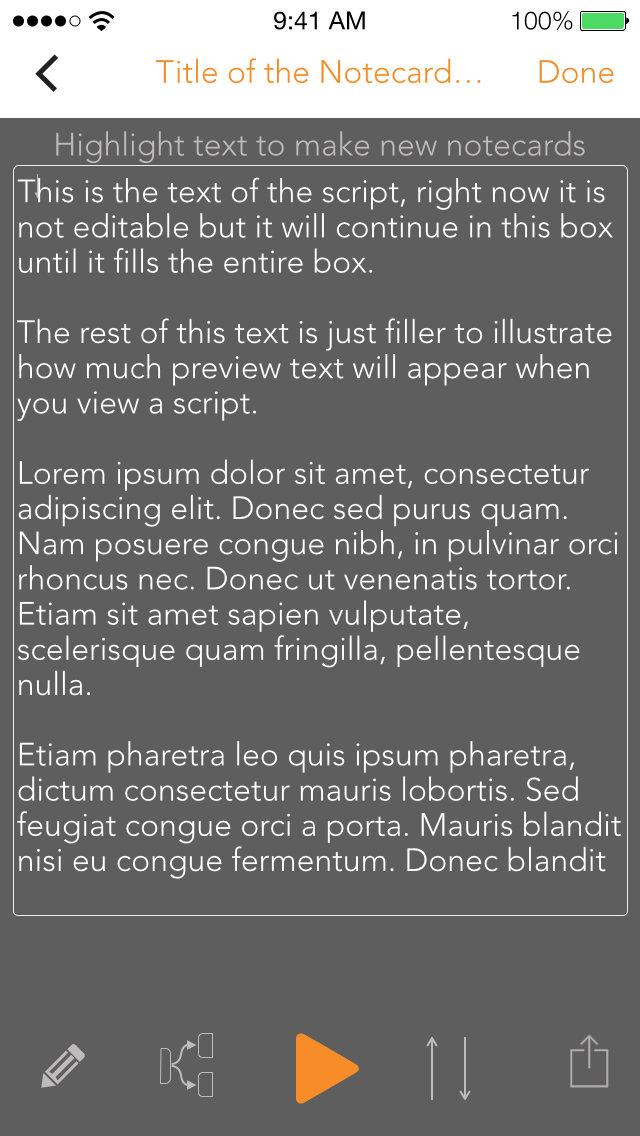 9:41 AM 100%
Title of the Notecard... Done
Highlight text to make new notecards
This is the text of the script, right now it is
not editable but it will continue in this box
until it fills the entire box.
The rest of this text is just filler to illustrate
how much preview text will appear when
you view a script.
Lorem ipsum dolor sit amet, consectetur
adipiscing elit. Donec sed purus quam.
Nam posuere congue nibh, in pulvinar orci
rhoncus nec. Donec ut venenatis tortor.
Etiam sit amet sapien vulputate,
scelerisque quam fringilla, pellentesque
nulla.
Etiam pharetra leo quis ipsum pharetra,
dictum consectetur mauris lobortis. Sed
feugiat congue orci a porta. Mauris blandit
nisi eu congue fermentum. Donec blandit